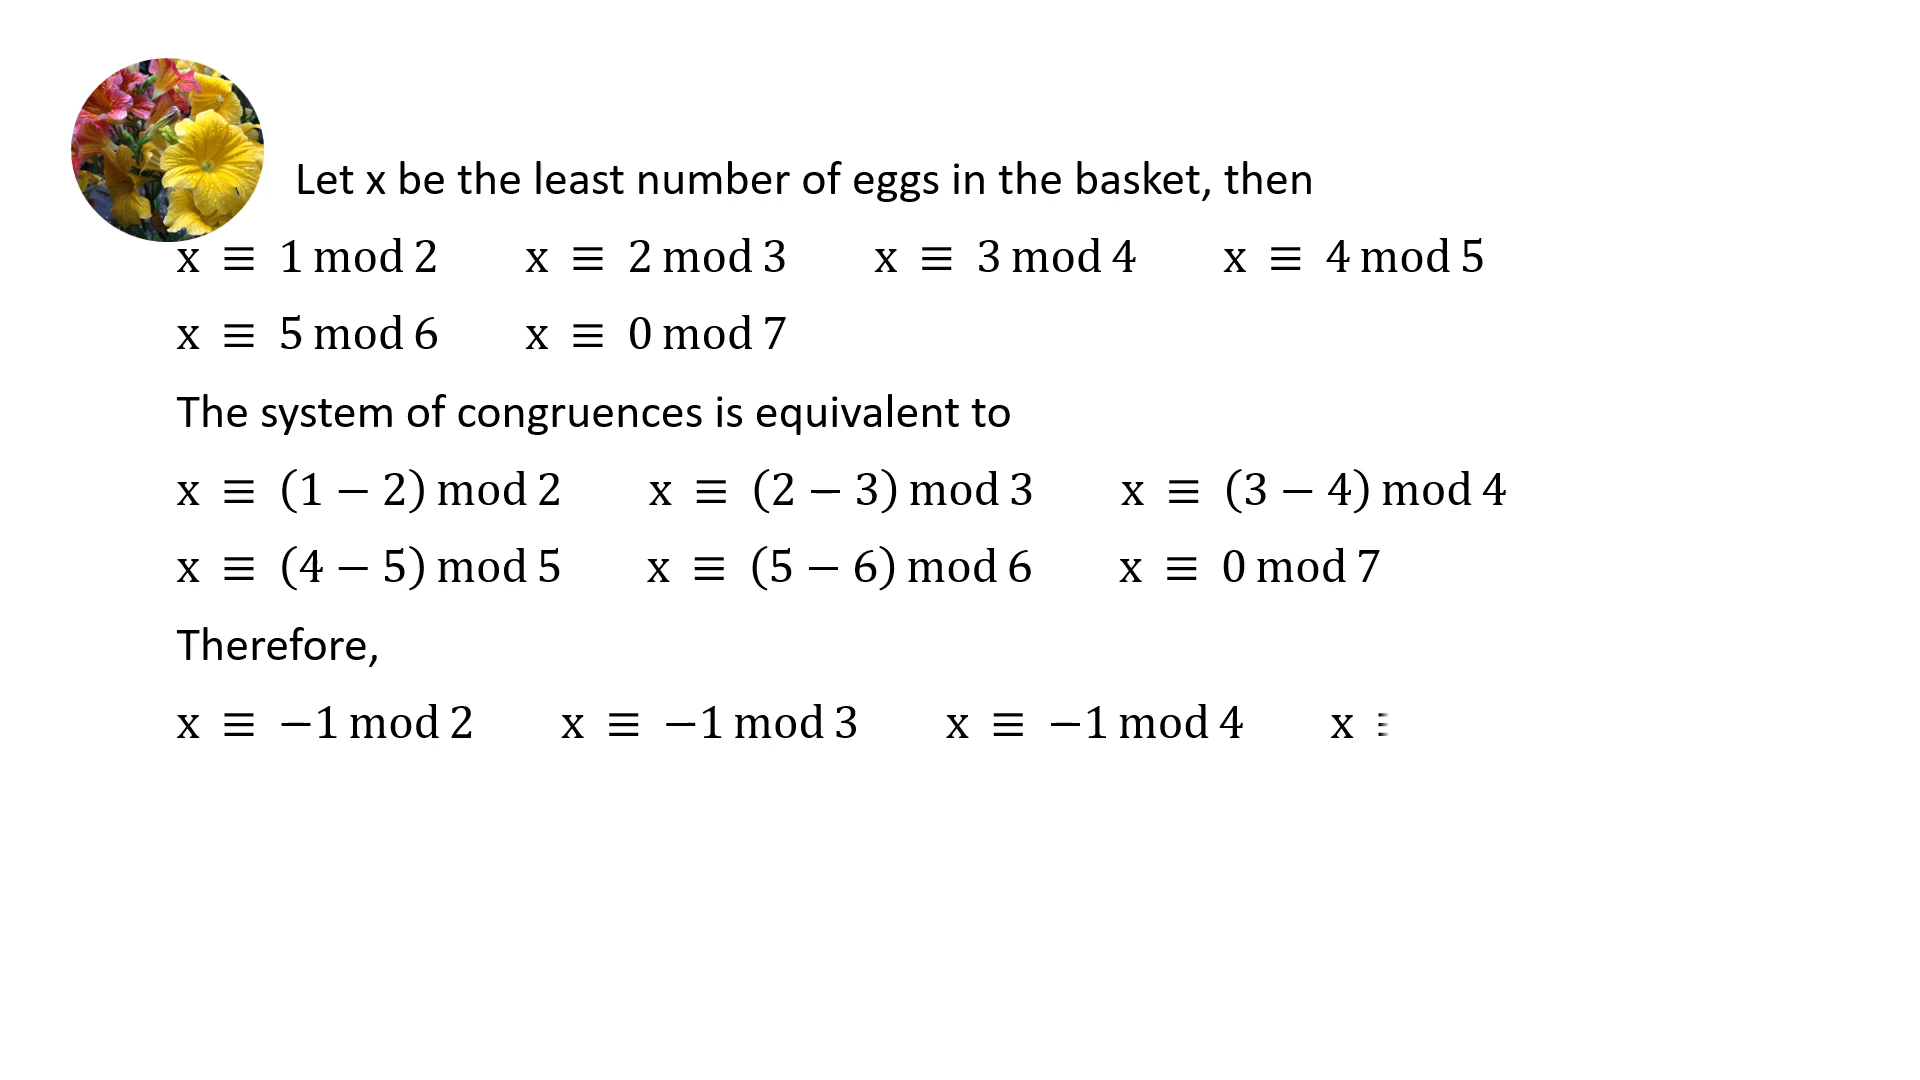 Let x be the least number of eggs in the basket, then
x ≡ 1 mod 2 x ≡ 2 mod 3 x ≡ 3 mod 4 x ≡ 4 mod 5
x ≡ 5 mod 6 x ≡ 0 mod 7
The system of congruences is equivalent to
x ≡ (1 − 2) mod 2 x ≡ (2 − 3) mod 3 x ≡ (3 − 4) mod 4
x ≡ (4 − 5) mod 5 x ≡ (5 − 6) mod 6 x ≡ 0 mod 7
Therefore,
x ≡ −1 mod 2 x ≡ −1 mod 3 x ≡ −1 mod 4 x ≡